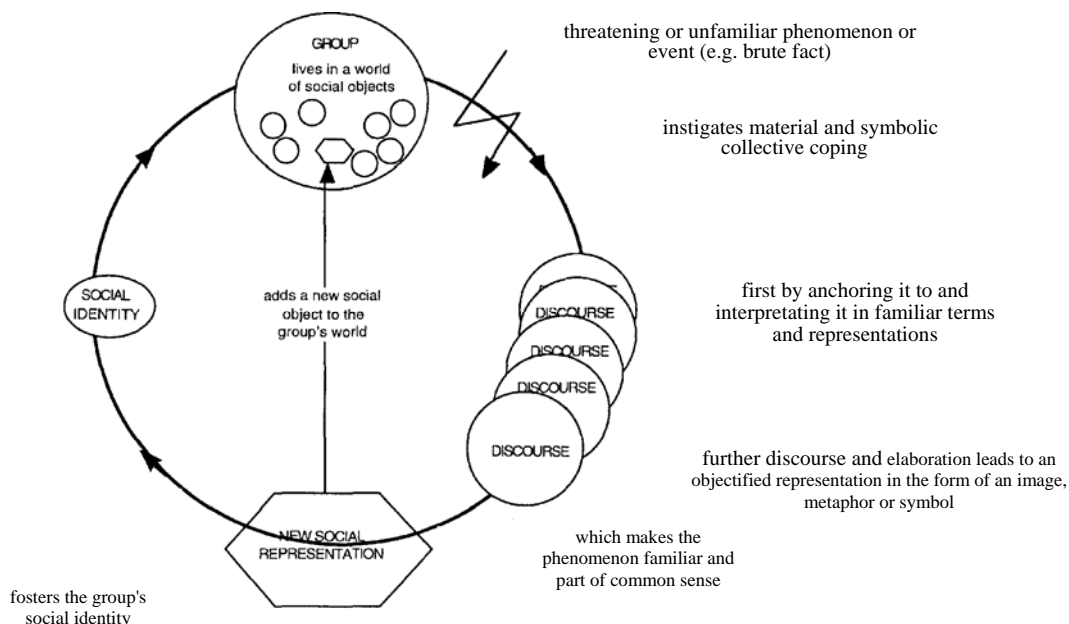 GROUP
lives in a world
of social objects
threatening or unfamiliar phenomenon or
event (e.g. brute fact)
instigates material and symbolic
collective coping
SOCIAL
IDENTITY
adds a new social
object to the
group's world
DISCOURSE
DISCOURSE
DISCOURSE
DISCOURSE
first by anchoring it to and
interpretating it in familiar terms
and representations
further discourse and elaboration leads to an
objectified representation in the form of an image,
metaphor or symbol
NEW SOCIAL
REPRESENTATION
which makes the
phenomenon familiar and
part of common sense
fosters the group's
social identity